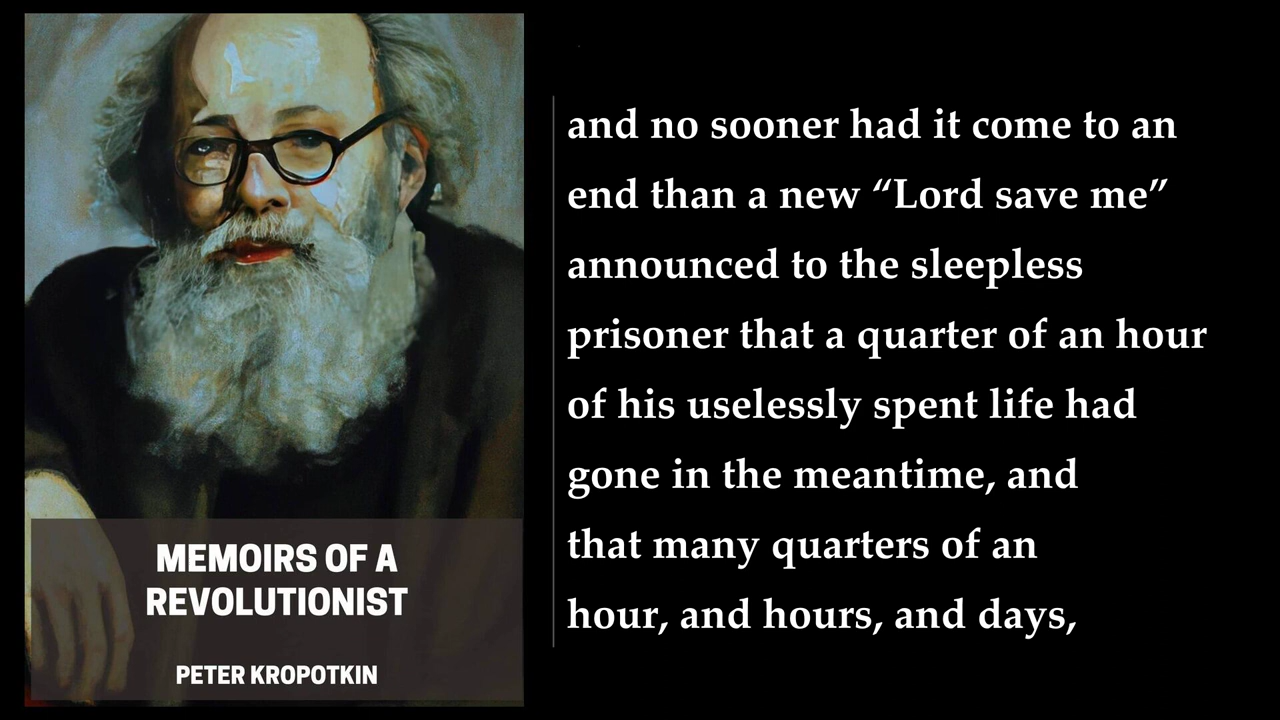 MEMOIRS OF A
REVOLUTIONIST
PETER KROPOTKIN
and no sooner had it come to an
end than a new “Lord save me”
announced to the sleepless
prisoner that a quarter of an hour
of his uselessly spent life had
gone in the meantime, and
that many quarters of an
hour, and hours, and days,